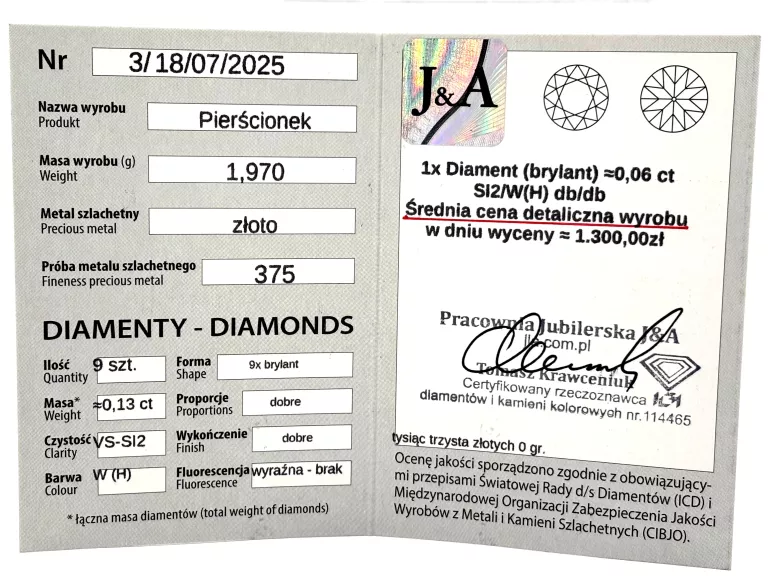 Nr 3/18/07/2025
Nazwa wyrobu
Produkt
Pierścionek
Masa wyrobu (g)
Weight
1,970
Metal szlachetny
Precious metal
złoto
Próba metalu szlachetnego
Fineness precious metal
375
DIAMENTY - DIAMONDS
Ilość
Quantity
9 szt.
Forma
Shape
9x brylant
Masa*
Weight
≈0,13 ct
Proporcje
Proportions
dobre
Czystość
Clarity
VS-SI2
Wykończenie
Finish
dobre
Barwa
Colour
W (H)
Fluorescencja
Fluorescence
wyraźna - brak
* łączna masa diamentów (total weight of diamonds)
J&A
1x Diament (brylant) ≈0,06 ct
SI2/W(H) db/db
Średnia cena detaliczna wyrobu
w dniu wyceny ≈ 1.300,00zł
Pracownia Jubilerska J&A
.com.pl
Tomasz Krawceniuk
Certyfikowany rzeczoznawca
diamentów i kamieni kolorowych nr.114465
tysiąc trzysta złotych 0 gr.
Ocenę jakości sporządzono zgodnie z obowiązujący-
mi przepisami Światowej Rady d/s Diamentów (ICD) i
Międzynarodowej Organizacji Zabezpieczenia Jakości
Wyrobów z Metali i Kamieni Szlachetnych (CIBJO).